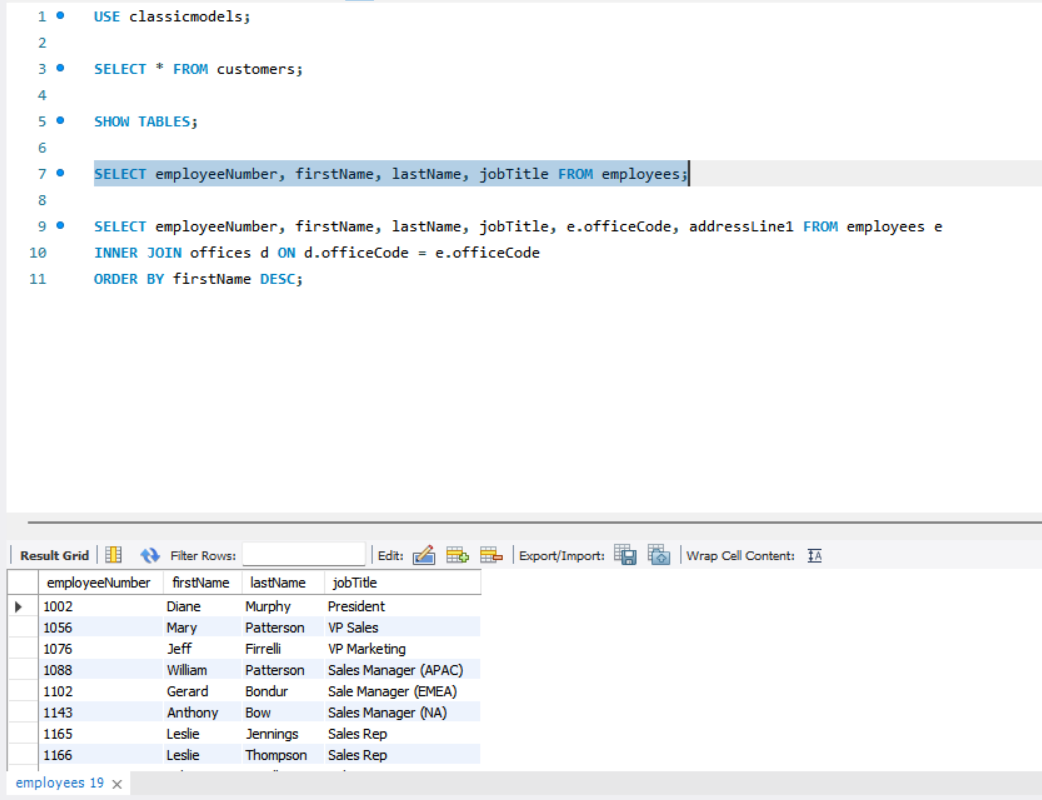 1 USE classicmodels;
2
3 SELECT * FROM customers;
4
5 SHOW TABLES;
6
7 SELECT employeeNumber, firstName, lastName, jobTitle FROM employees;
8
9 SELECT employeeNumber, firstName, lastName, jobTitle, e.officeCode, addressLine1 FROM employees e
10 INNER JOIN offices d ON d.officeCode = e.officeCode
11 ORDER BY firstName DESC;
Result Grid Filter Rows: Edit: Export/Import: Wrap Cell Content: IA
employeeNumber firstName lastName jobTitle
1002 Diane Murphy President
1056 Mary Patterson VP Sales
1076 Jeff Firrelli VP Marketing
1088 William Patterson Sales Manager (APAC)
1102 Gerard Bondur Sale Manager (EMEA)
1143 Anthony Bow Sales Manager (NA)
1165 Leslie Jennings Sales Rep
1166 Leslie Thompson Sales Rep
employees 19